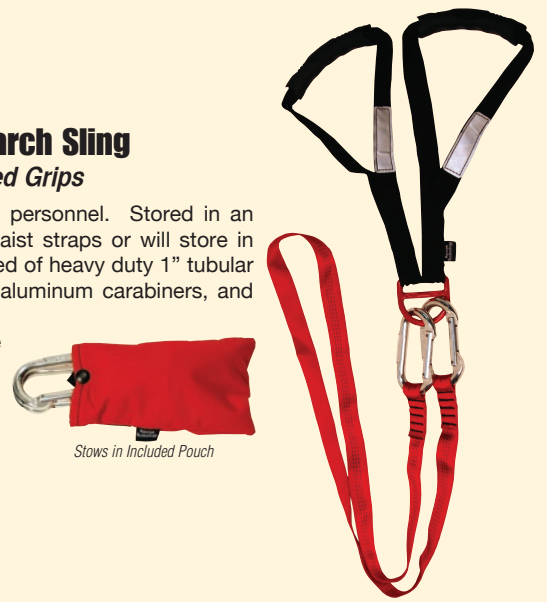 arch Sling
ed Grips
personnel. Stored in an
aist straps or will store in
ed of heavy duty 1” tubular
aluminum carabiners, and
Stows in Included Pouch